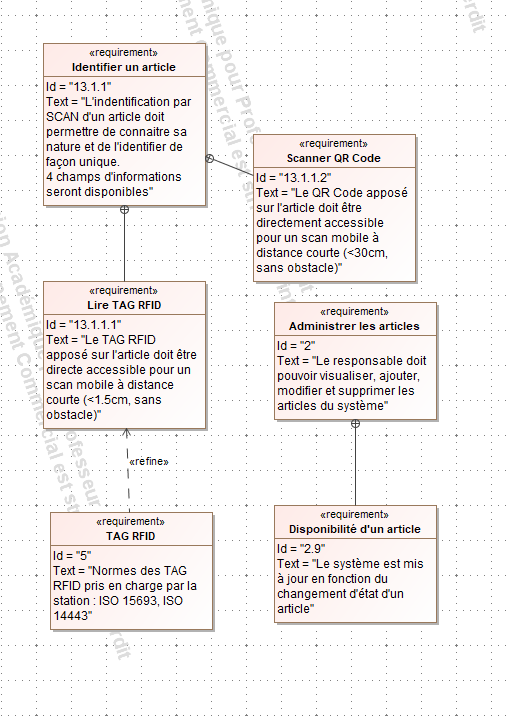 «requirement»
Identifier un article
Id = "13.1.1"
Text = "L'indentification par
SCAN d'un article doit
permettre de connaitre sa
nature et de l'identifier de
façon unique.
4 champs d'informations
seront disponibles"
«requirement»
Scanner QR Code
Id = "13.1.1.2"
Text = "Le QR Code apposé
sur l'article doit être
directement accessible
pour un scan mobile à
distance courte (<30cm,
sans obstacle)"
«requirement»
Lire TAG RFID
Id = "13.1.1.1"
Text = "Le TAG RFID
apposé sur l'article doit être
directe accessible pour un
scan mobile à distance
courte (<1.5cm, sans
obstacle)"
«requirement»
Administrer les articles
Id = "2"
Text = "Le responsable doit
pouvoir visualiser, ajouter,
modifier et supprimer les
articles du système"
«refine»
«requirement»
TAG RFID
Id = "5"
Text = "Normes des TAG
RFID pris en charge par la
station : ISO 15693, ISO
14443"
«requirement»
Disponibilité d'un article
Id = "2.9"
Text = "Le système est mis
à jour en fonction du
changement d'état d'un
article"